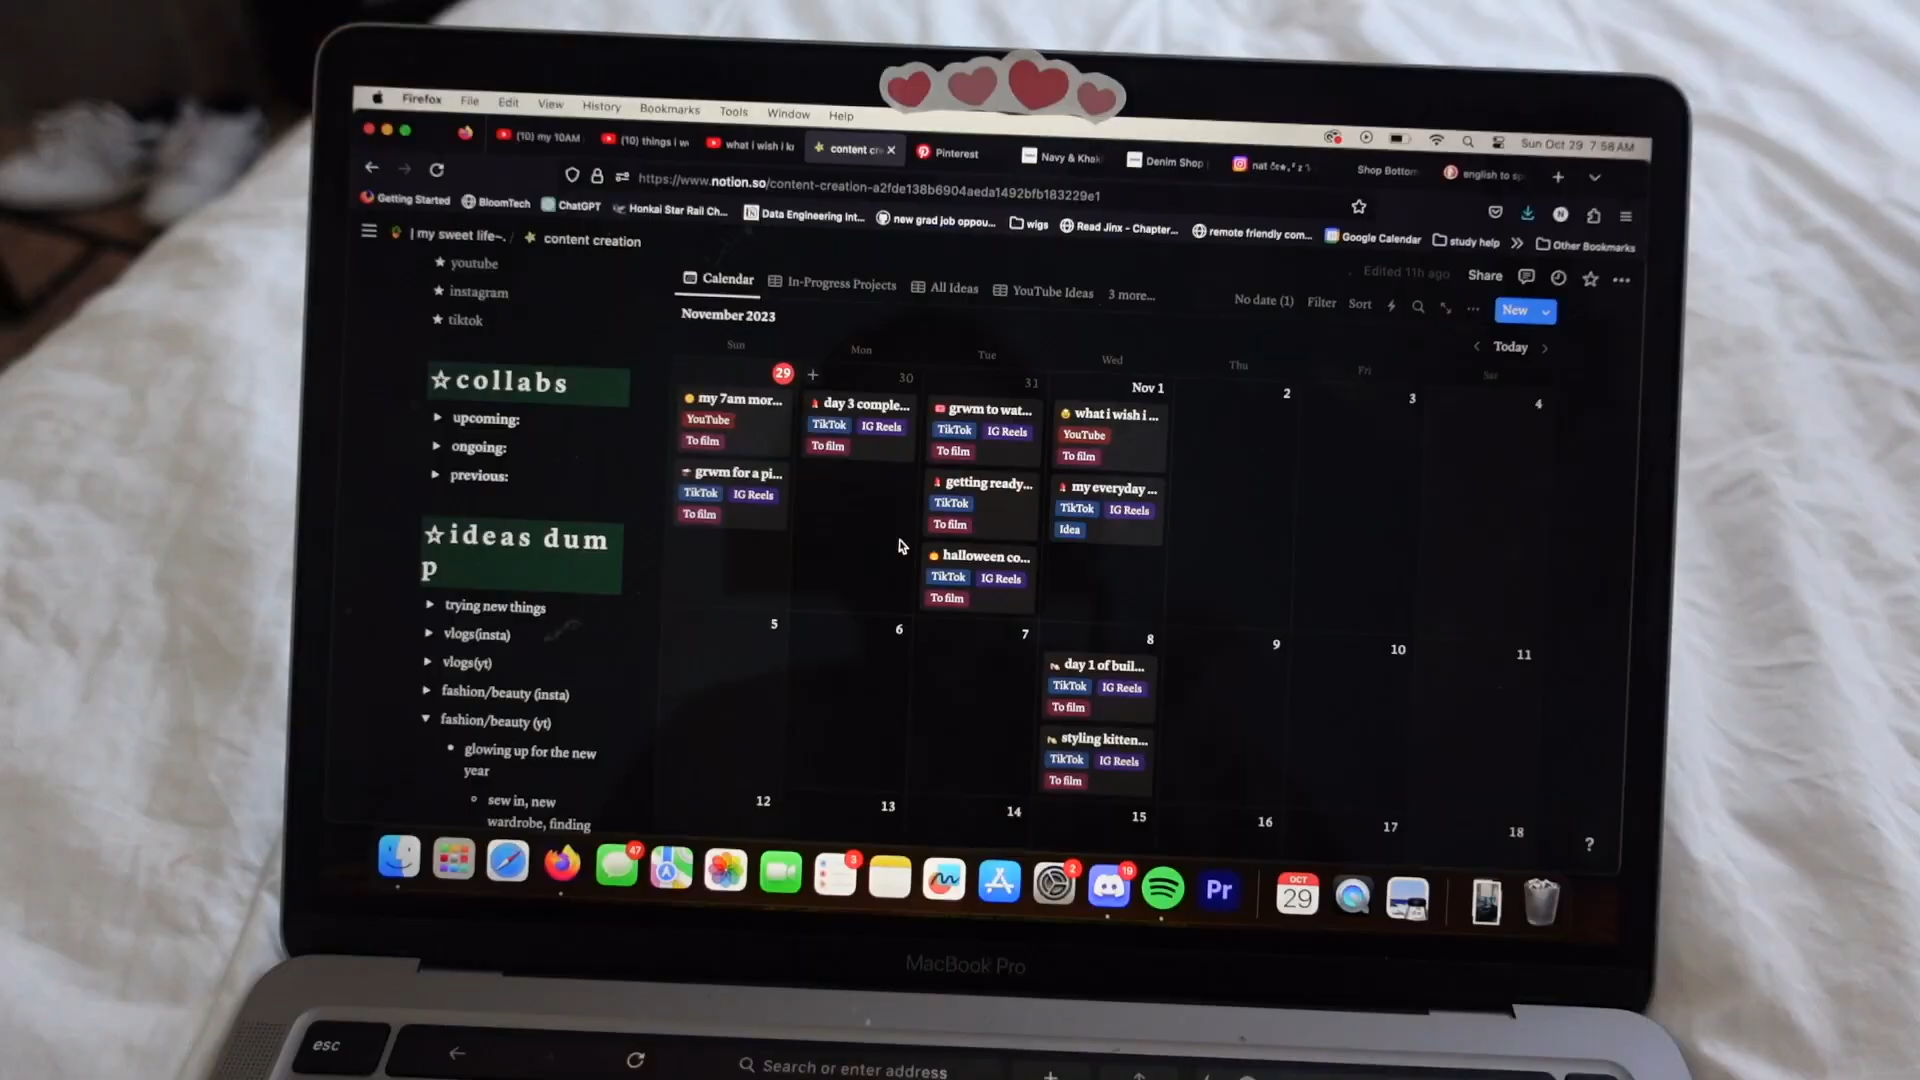 Firefox File Edit View History Bookmarks Tools Window Help
Sun Oct 29 7:58 AM
(10) my 10AM
(10) things i w
what i wish i k
content cr
Pinterest
Navy & Khak
Denim Shop
Shop Bottom
english to sp
https://www.notion.so/content-creation-a2fde138b6904aeda1492bfb183229e1
Getting Started BloomTech ChatGPT Honkai Star Rail Ch... Data Engineering Int... new grad job oppou... wigs Read Jinx - Chapter... remote friendly com... Google Calendar study help Other Bookmarks
| my sweet life~. / content creation
Edited 11h ago Share
youtube
instagram
tiktok
☆collabs
upcoming:
ongoing:
previous:
☆ideas dum
p
trying new things
vlogs(insta)
vlogs(yt)
fashion/beauty (insta)
fashion/beauty (yt)
glowing up for the new
year
sew in, new
wardrobe, finding
Calendar In-Progress Projects All Ideas YouTube Ideas 3 more...
No date (1) Filter Sort New
November 2023
Today
Sun Mon Tue Wed Thu Fri Sat
29 30 31 Nov 1 2 3 4
my 7am mor...
YouTube
To film
grwm for a pi...
TikTok IG Reels
To film
day 3 comple...
TikTok IG Reels
To film
grwm to wat...
TikTok IG Reels
To film
getting ready...
TikTok
To film
halloween co...
TikTok IG Reels
To film
what i wish i ...
YouTube
To film
my everyday ...
TikTok IG Reels
Idea
5 6 7 8 9 10 11
day 1 of buil...
TikTok IG Reels
To film
styling kitten...
TikTok IG Reels
To film
12 13 14 15 16 17 18
?
47 3 2 19
Pr
OCT
29
MacBook Pro
esc
Search or enter address